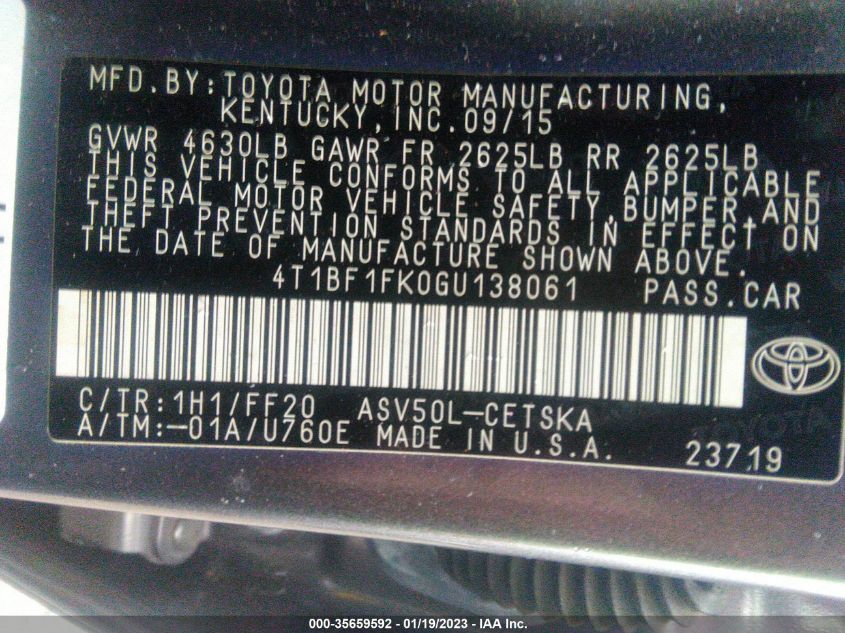 MFD.BY:TOYOTA MOTOR MANUFACTURING,
KENTUCKY,INC.09/15
GVWR 4630LB GAWR FR 2625LB RR 2625LB
THIS VEHICLE CONFORMS TO ALL APPLICABLE
FEDERAL MOTOR VEHICLE SAFETY,BUMPER,AND
THEFT PREVENTION STANDARDS IN EFFECT ON
THE DATE OF MANUFACTURE SHOWN ABOVE.
4T1BF1FK0GU138061 PASS.CAR
C/TR:1H1/FF20 ASV50L-CETSKA
A/TM:-01A/U760E MADE IN U.S.A.
23719
TOYOTA
000-35659592 - 01/19/2023 - IAA Inc.